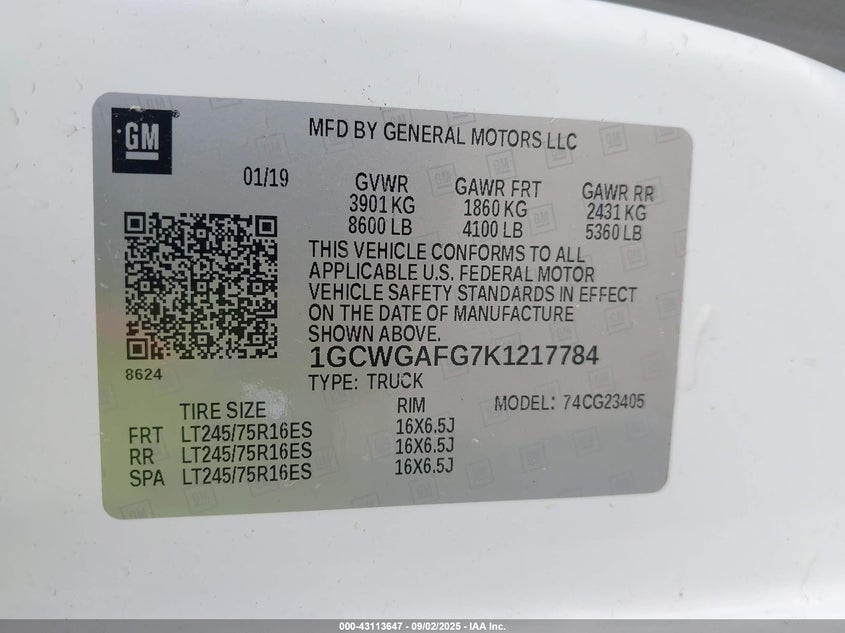 GM
MFD BY GENERAL MOTORS LLC
01/19
GVWR GAWR FRT GAWR RR
3901 KG 1860 KG 2431 KG
8600 LB 4100 LB 5360 LB
THIS VEHICLE CONFORMS TO ALL
APPLICABLE U.S. FEDERAL MOTOR
VEHICLE SAFETY STANDARDS IN EFFECT
ON THE DATE OF MANUFACTURE
SHOWN ABOVE.
1GCWGAFG7K1217784
8624
TYPE: TRUCK
TIRE SIZE RIM MODEL: 74CG23405
FRT LT245/75R16ES 16X6.5J
RR LT245/75R16ES 16X6.5J
SPA LT245/75R16ES 16X6.5J
000-43113647 - 09/02/2025 - IAA Inc.